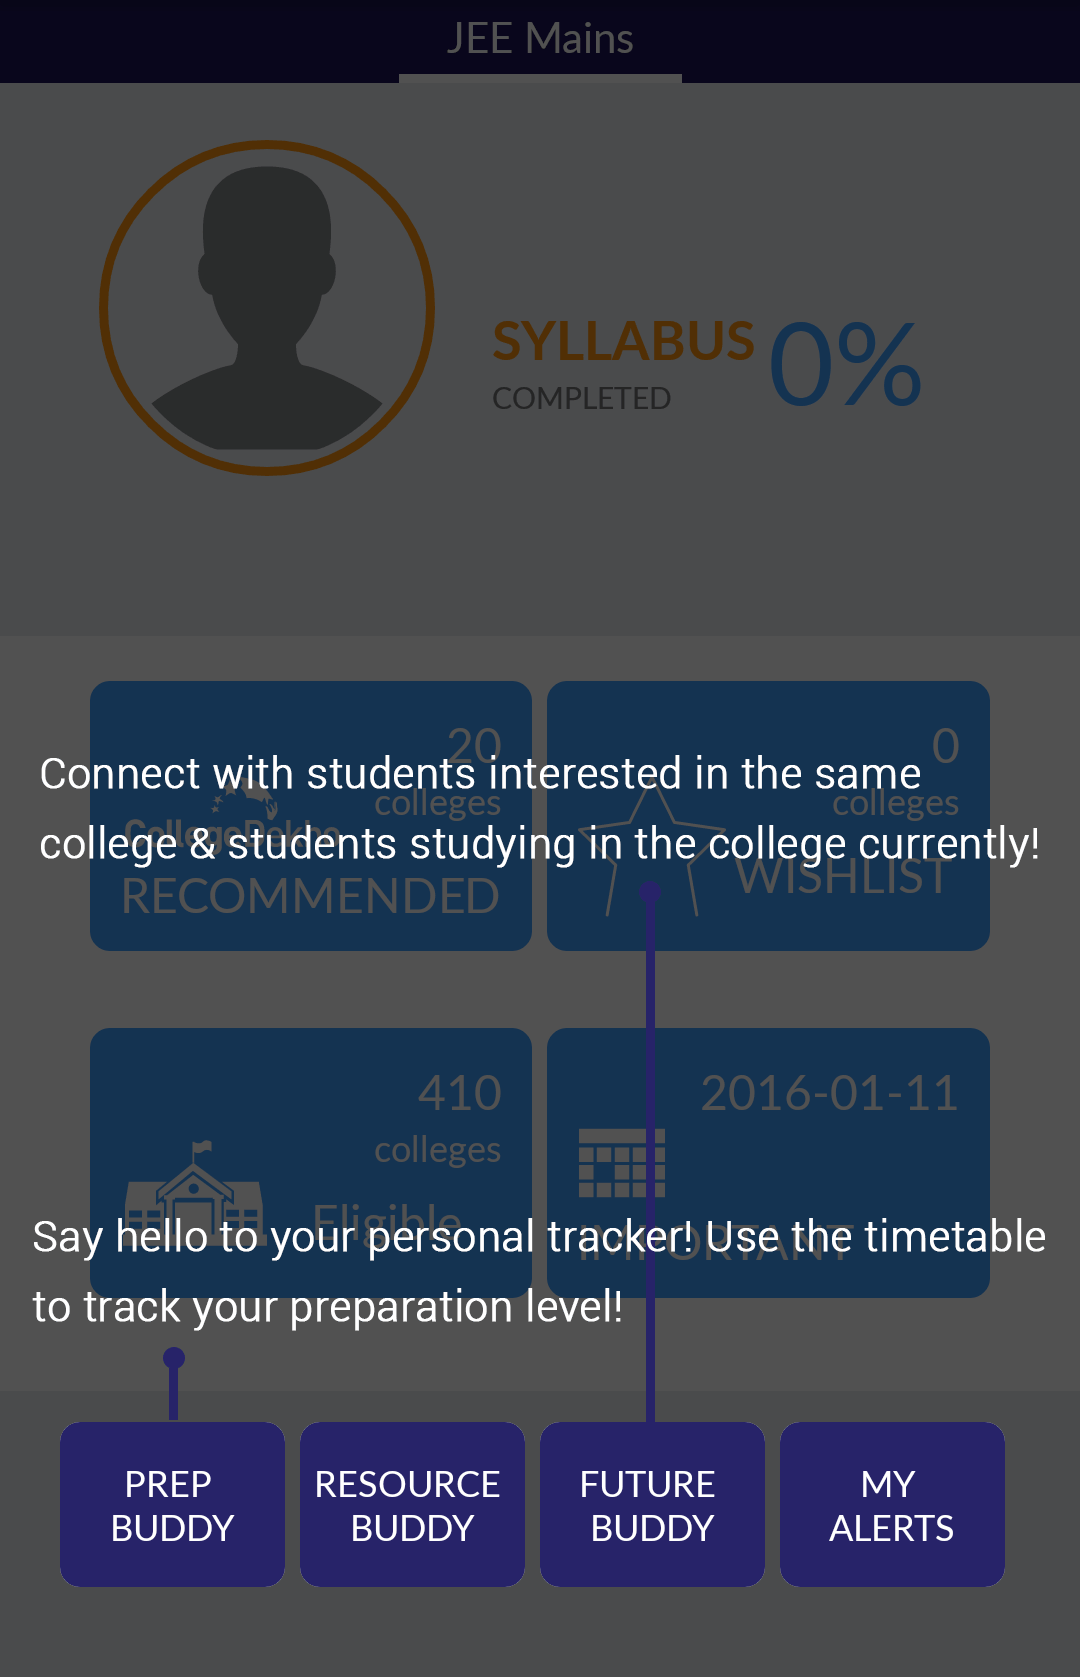 JEE Mains
SYLLABUS 0%
COMPLETED
20
colleges
CollegeDekho
RECOMMENDED
0
colleges
WISHLIST
Connect with students interested in the same
college & students studying in the college currently!
410
colleges
Eligible
2016-01-11
IMPORTANT
Say hello to your personal tracker! Use the timetable
to track your preparation level!
PREP
BUDDY
RESOURCE
BUDDY
FUTURE
BUDDY
MY
ALERTS